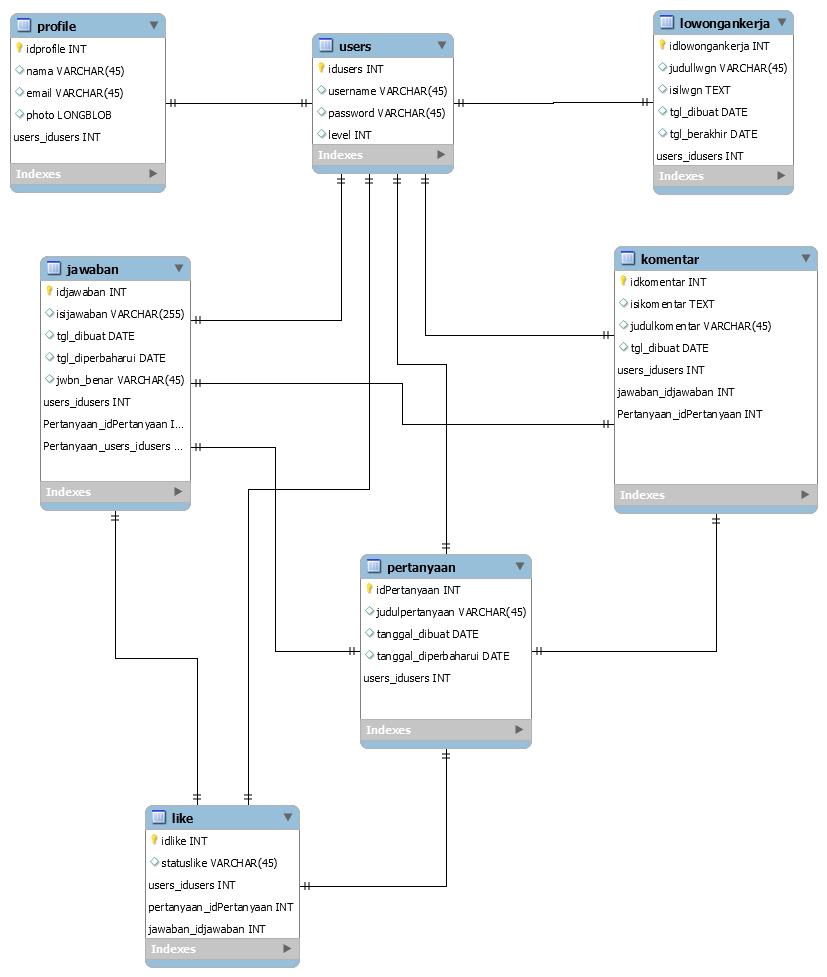 profile
idprofile INT
nama VARCHAR(45)
email VARCHAR(45)
photo LONGBLOB
users_idusers INT
Indexes
users
idusers INT
username VARCHAR(45)
password VARCHAR(45)
level INT
Indexes
lowongankerja
idlowongankerja INT
judullwgn VARCHAR(45)
isilwgn TEXT
tgl_dibuat DATE
tgl_berakhir DATE
users_idusers INT
Indexes
jawaban
idjawaban INT
isijawaban VARCHAR(255)
tgl_dibuat DATE
tgl_diperbaharui DATE
jwbn_benar VARCHAR(45)
users_idusers INT
Pertanyaan_idPertanyaan I...
Pertanyaan_users_idusers ...
Indexes
komentar
idkomentar INT
isikomentar TEXT
judulkomentar VARCHAR(45)
tgl_dibuat DATE
users_idusers INT
jawaban_idjawaban INT
Pertanyaan_idPertanyaan INT
Indexes
pertanyaan
idPertanyaan INT
judulpertanyaan VARCHAR(45)
tanggal_dibuat DATE
tanggal_diperbaharui DATE
users_idusers INT
Indexes
like
idlike INT
statuslike VARCHAR(45)
users_idusers INT
pertanyaan_idPertanyaan INT
jawaban_idjawaban INT
Indexes